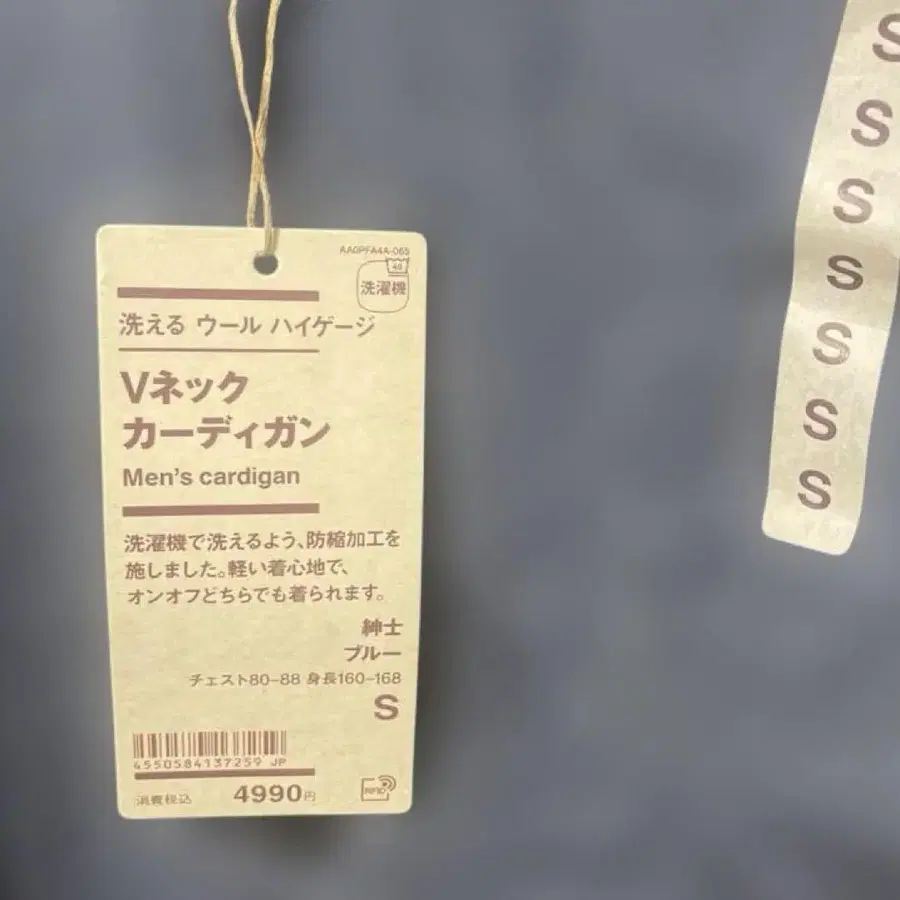 AA0PFA4A-065
40
洗濯機
洗える ウール ハイゲージ
Vネック
カーディガン
Men's cardigan
洗濯機で洗えるよう、防縮加工を
施しました。軽い着心地で、
オンオフどちらでも着られます。
紳士
ブルー
チェスト80–88 身長160–168
S
4550584137259 JP
消費税込 4990円
RFID
S
S
S
S
S
S
S